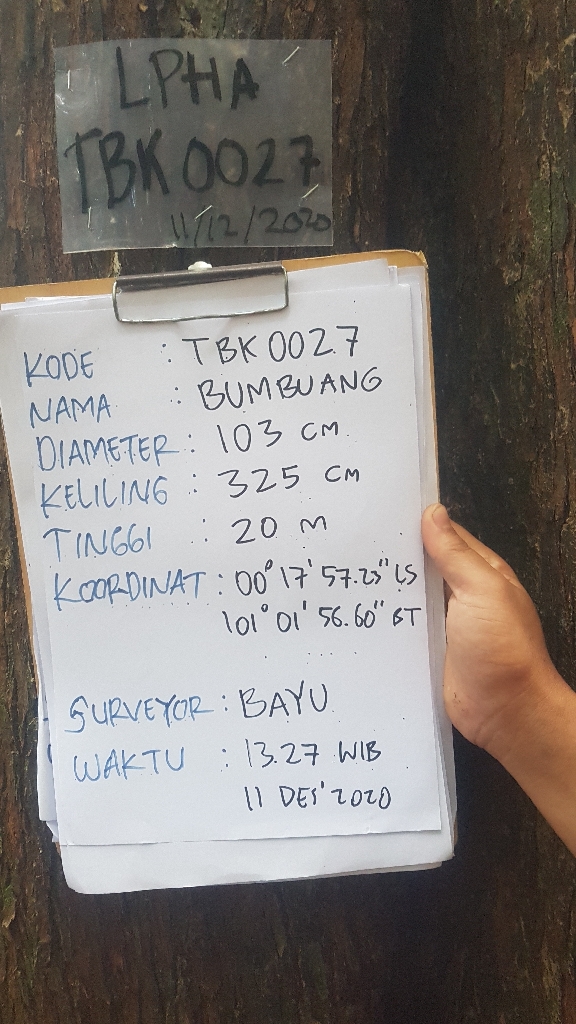 LPHA
TBK 0027
11/12/2020
KODE : TBK 0027
NAMA : BUMBUANG
DIAMETER : 103 CM
KELILING : 325 CM
TINGGI : 20 M
KOORDINAT : 00° 17' 57.23" LS
101° 01' 56.60" BT
SURVEYOR : BAYU
WAKTU : 13.27 WIB
11 DES' 2020